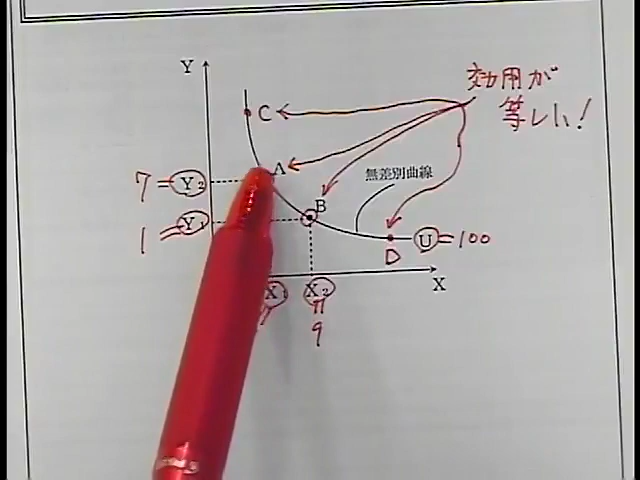 Y
効用が
等しい!
C
A
7 = Y₂
無差別曲線
B
1 = Y₁
U = 100
D
X₁ X₂
X
9